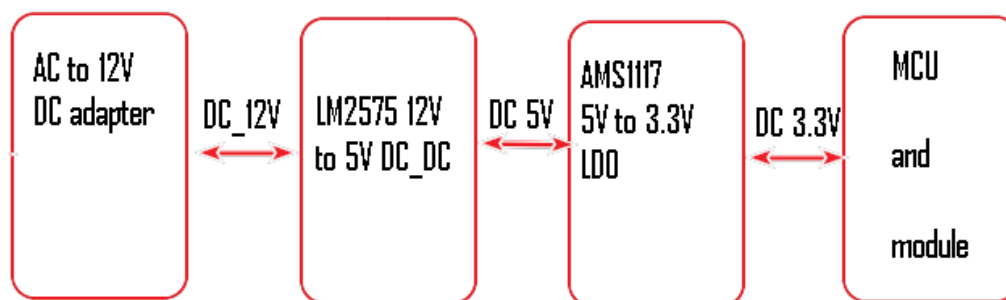 AC to 12V
DC adapter
DC_12V
LM2575 12V
to 5V DC_DC
DC 5V
AMS1117
5V to 3.3V
LDO
DC 3.3V
MCU
and
module